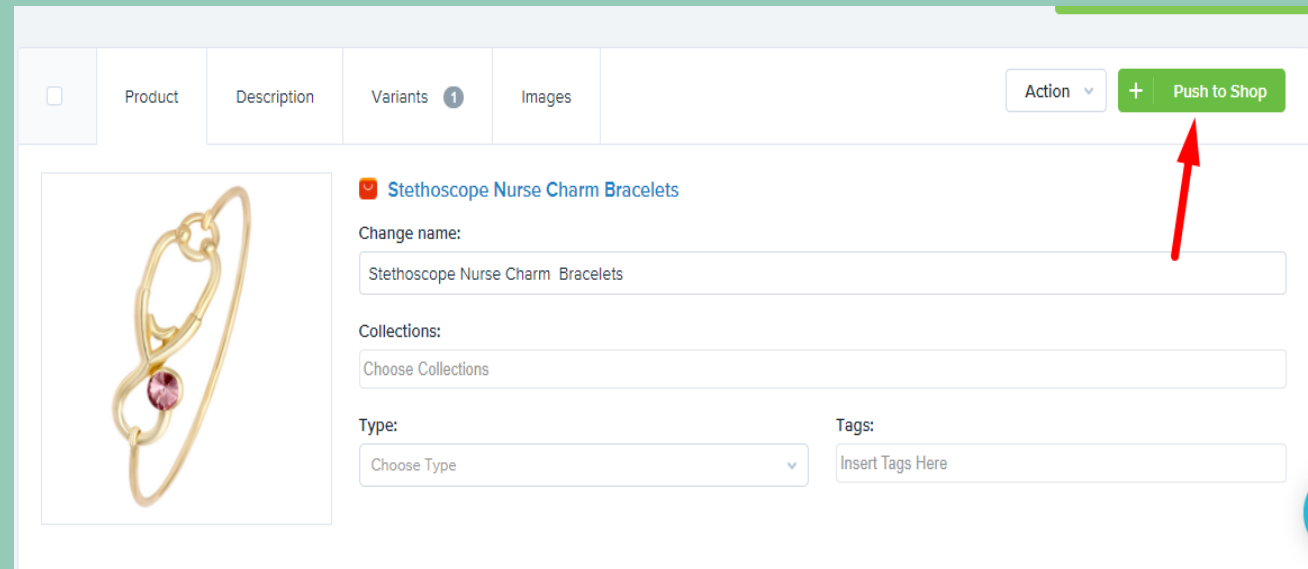 Product Description Variants 1 Images Action + Push to Shop
Stethoscope Nurse Charm Bracelets
Change name:
Stethoscope Nurse Charm  Bracelets
Collections:
Choose Collections
Type: Tags:
Choose Type Insert Tags Here